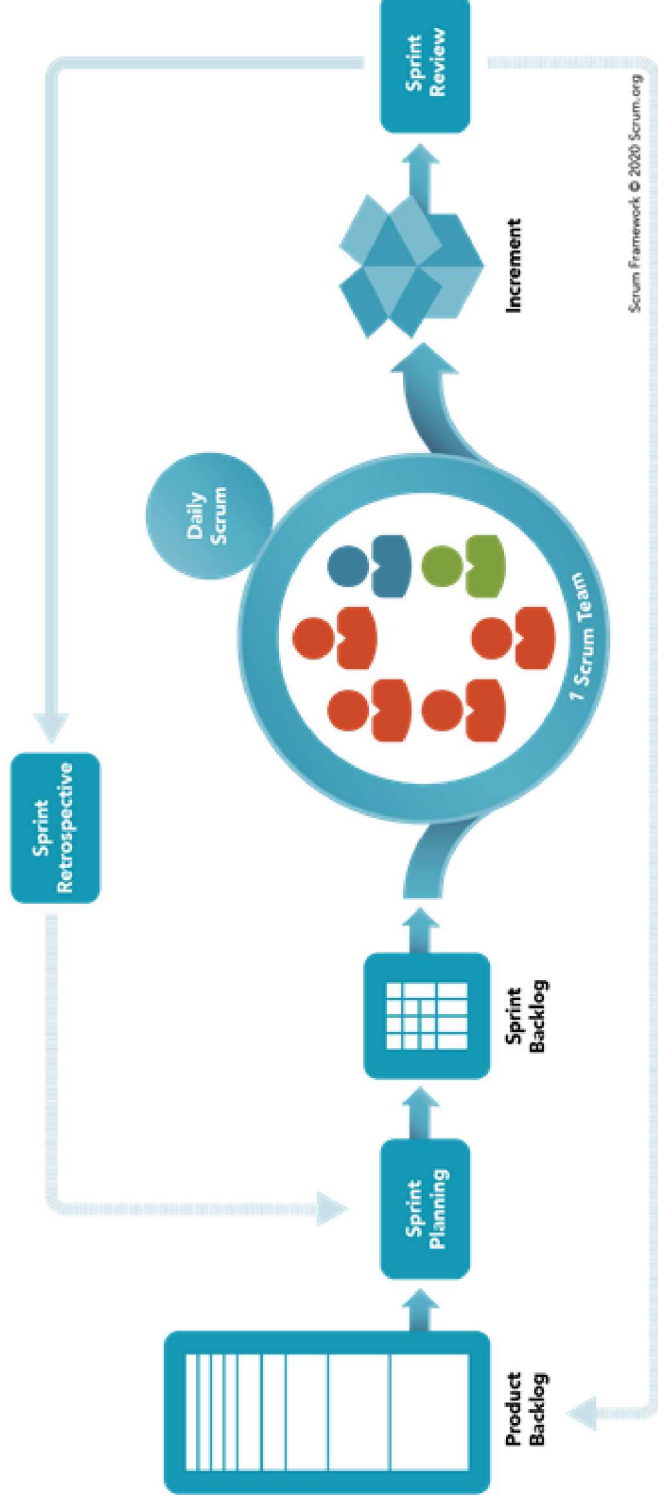 Sprint
Retrospective
Daily
Scrum
Product
Backlog
Sprint
Planning
Sprint
Backlog
1 Scrum Team
Increment
Sprint
Review
Scrum Framework © 2020 Scrum.org